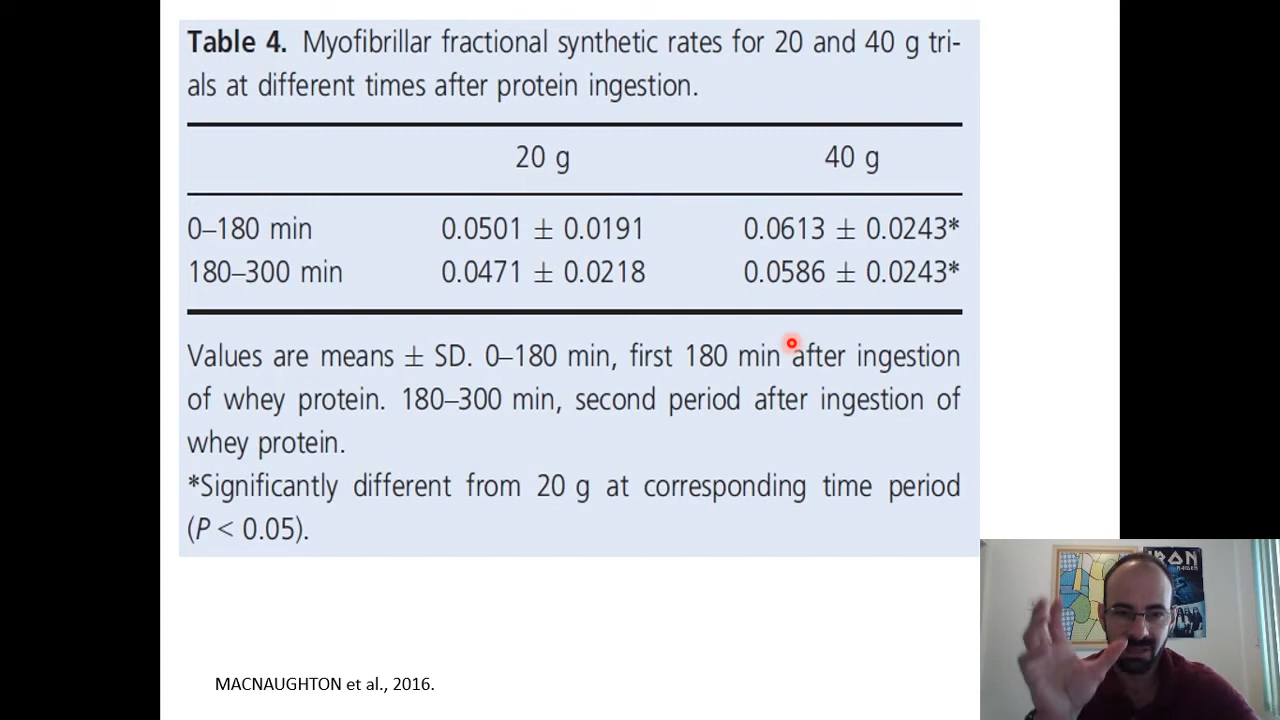 Table 4. Myofibrillar fractional synthetic rates for 20 and 40 g tri-
als at different times after protein ingestion.
20 g 40 g
0–180 min 0.0501 ± 0.0191 0.0613 ± 0.0243*
180–300 min 0.0471 ± 0.0218 0.0586 ± 0.0243*
Values are means ± SD. 0–180 min, first 180 min after ingestion
of whey protein. 180–300 min, second period after ingestion of
whey protein.
*Significantly different from 20 g at corresponding time period
(P < 0.05).
IRON
MAIDEN
MACNAUGHTON et al., 2016.